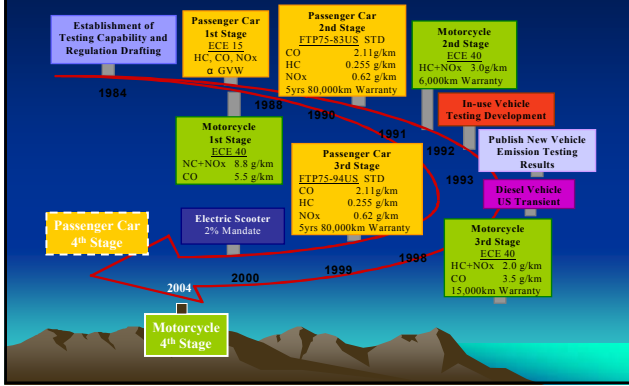 Establishment of
Testing Capability and
Regulation Drafting
Passenger Car
1st Stage
ECE 15
HC, CO, NOx
α GVW
Passenger Car
2nd Stage
FTP75-83US STD
CO 2.11g/km
HC 0.255 g/km
NOx 0.62 g/km
5yrs 80,000km Warranty
Motorcycle
2nd Stage
ECE 40
HC+NOx 3.0g/km
6,000km Warranty
1984
1988
1990
1991
1992
1993
In-use Vehicle
Testing Development
Motorcycle
1st Stage
ECE 40
NC+NOx 8.8 g/km
CO 5.5 g/km
Publish New Vehicle
Emission Testing
Results
Passenger Car
3rd Stage
FTP75-94US STD
CO 2.11g/km
HC 0.255 g/km
NOx 0.62 g/km
5yrs 80,000km Warranty
Diesel Vehicle
US Transient
Passenger Car
4th Stage
Electric Scooter
2% Mandate
Motorcycle
3rd Stage
ECE 40
HC+NOx 2.0 g/km
CO 3.5 g/km
15,000km Warranty
1998
1999
2000
2004
Motorcycle
4th Stage